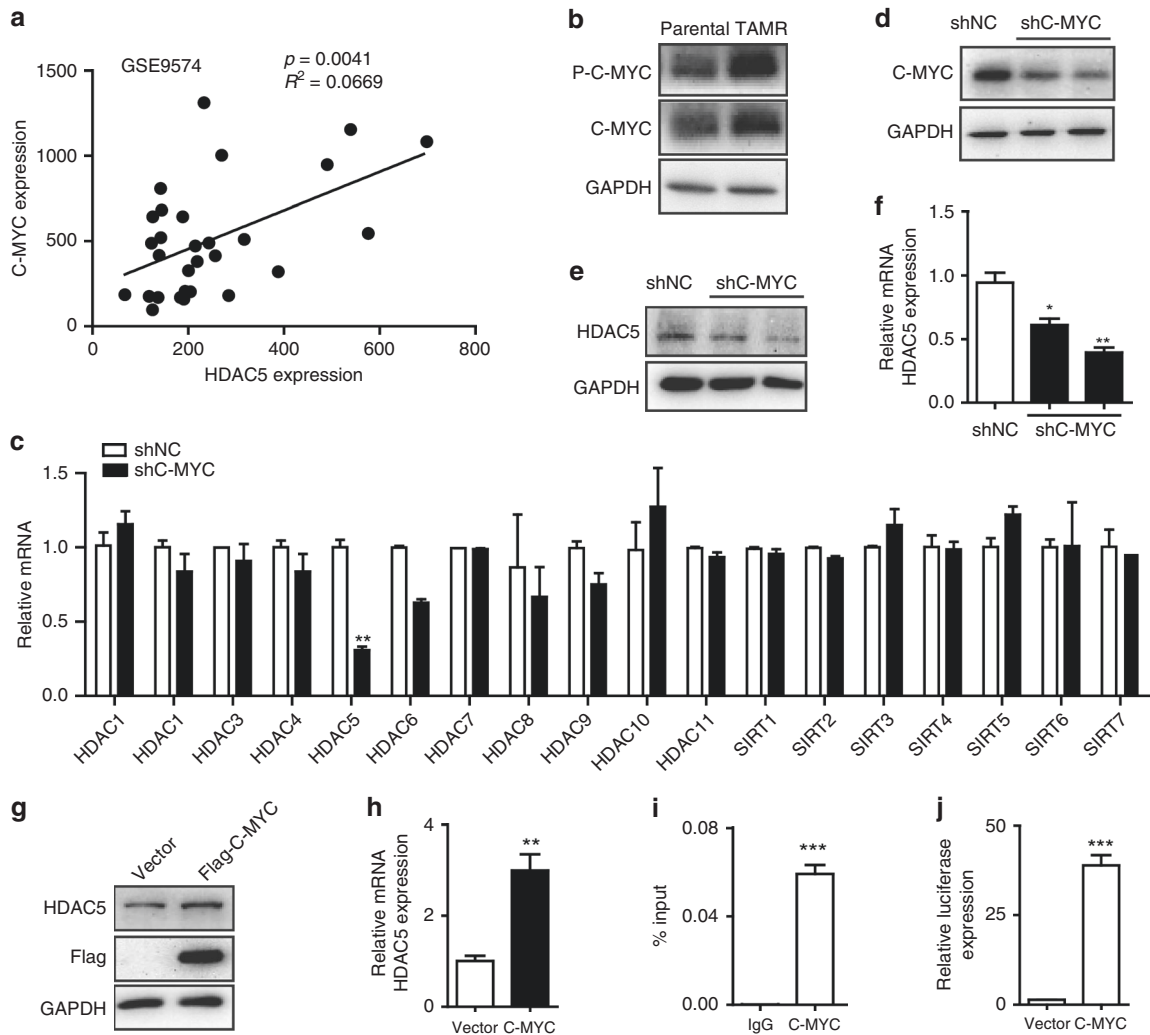 a
GSE9574
p = 0.0041
R² = 0.0669
1500
1000
500
0
C-MYC expression
0 200 400 600 800
HDAC5 expression
b
Parental TAMR
P-C-MYC
C-MYC
GAPDH
d
shNC shC-MYC
C-MYC
GAPDH
e
shNC shC-MYC
HDAC5
GAPDH
f
1.5
1.0
0.5
0.0
Relative mRNA
HDAC5 expression
*
**
shNC shC-MYC
c
shNC
shC-MYC
1.5
1.0
0.5
0.0
Relative mRNA
**
HDAC1 HDAC1 HDAC3 HDAC4 HDAC5 HDAC6 HDAC7 HDAC8 HDAC9 HDAC10 HDAC11 SIRT1 SIRT2 SIRT3 SIRT4 SIRT5 SIRT6 SIRT7
g
Vector Flag-C-MYC
HDAC5
Flag
GAPDH
h
4
2
0
Relative mRNA
HDAC5 expression
**
Vector C-MYC
i
0.08
0.04
0.00
% input
***
IgG C-MYC
j
50
25
0
Relative luciferase
expression
***
Vector C-MYC